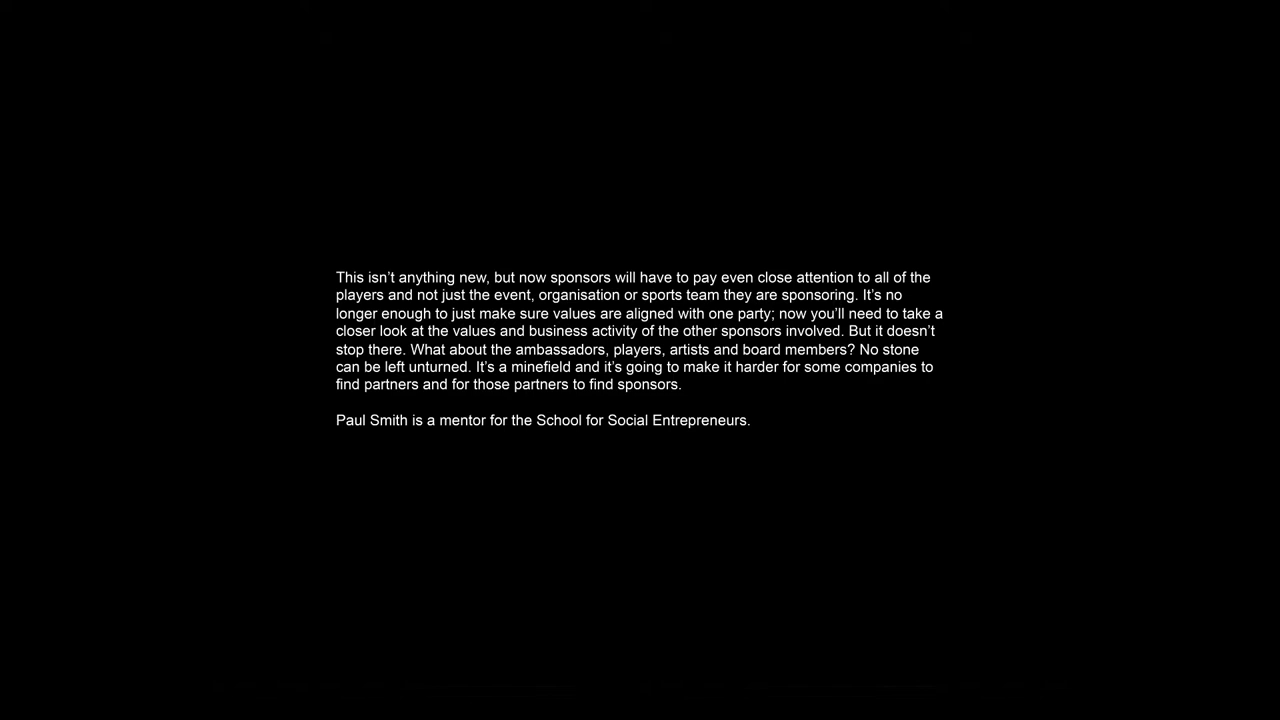 This isn’t anything new, but now sponsors will have to pay even close attention to all of the
players and not just the event, organisation or sports team they are sponsoring. It’s no
longer enough to just make sure values are aligned with one party; now you’ll need to take a
closer look at the values and business activity of the other sponsors involved. But it doesn’t
stop there. What about the ambassadors, players, artists and board members? No stone
can be left unturned. It’s a minefield and it’s going to make it harder for some companies to
find partners and for those partners to find sponsors.
Paul Smith is a mentor for the School for Social Entrepreneurs.